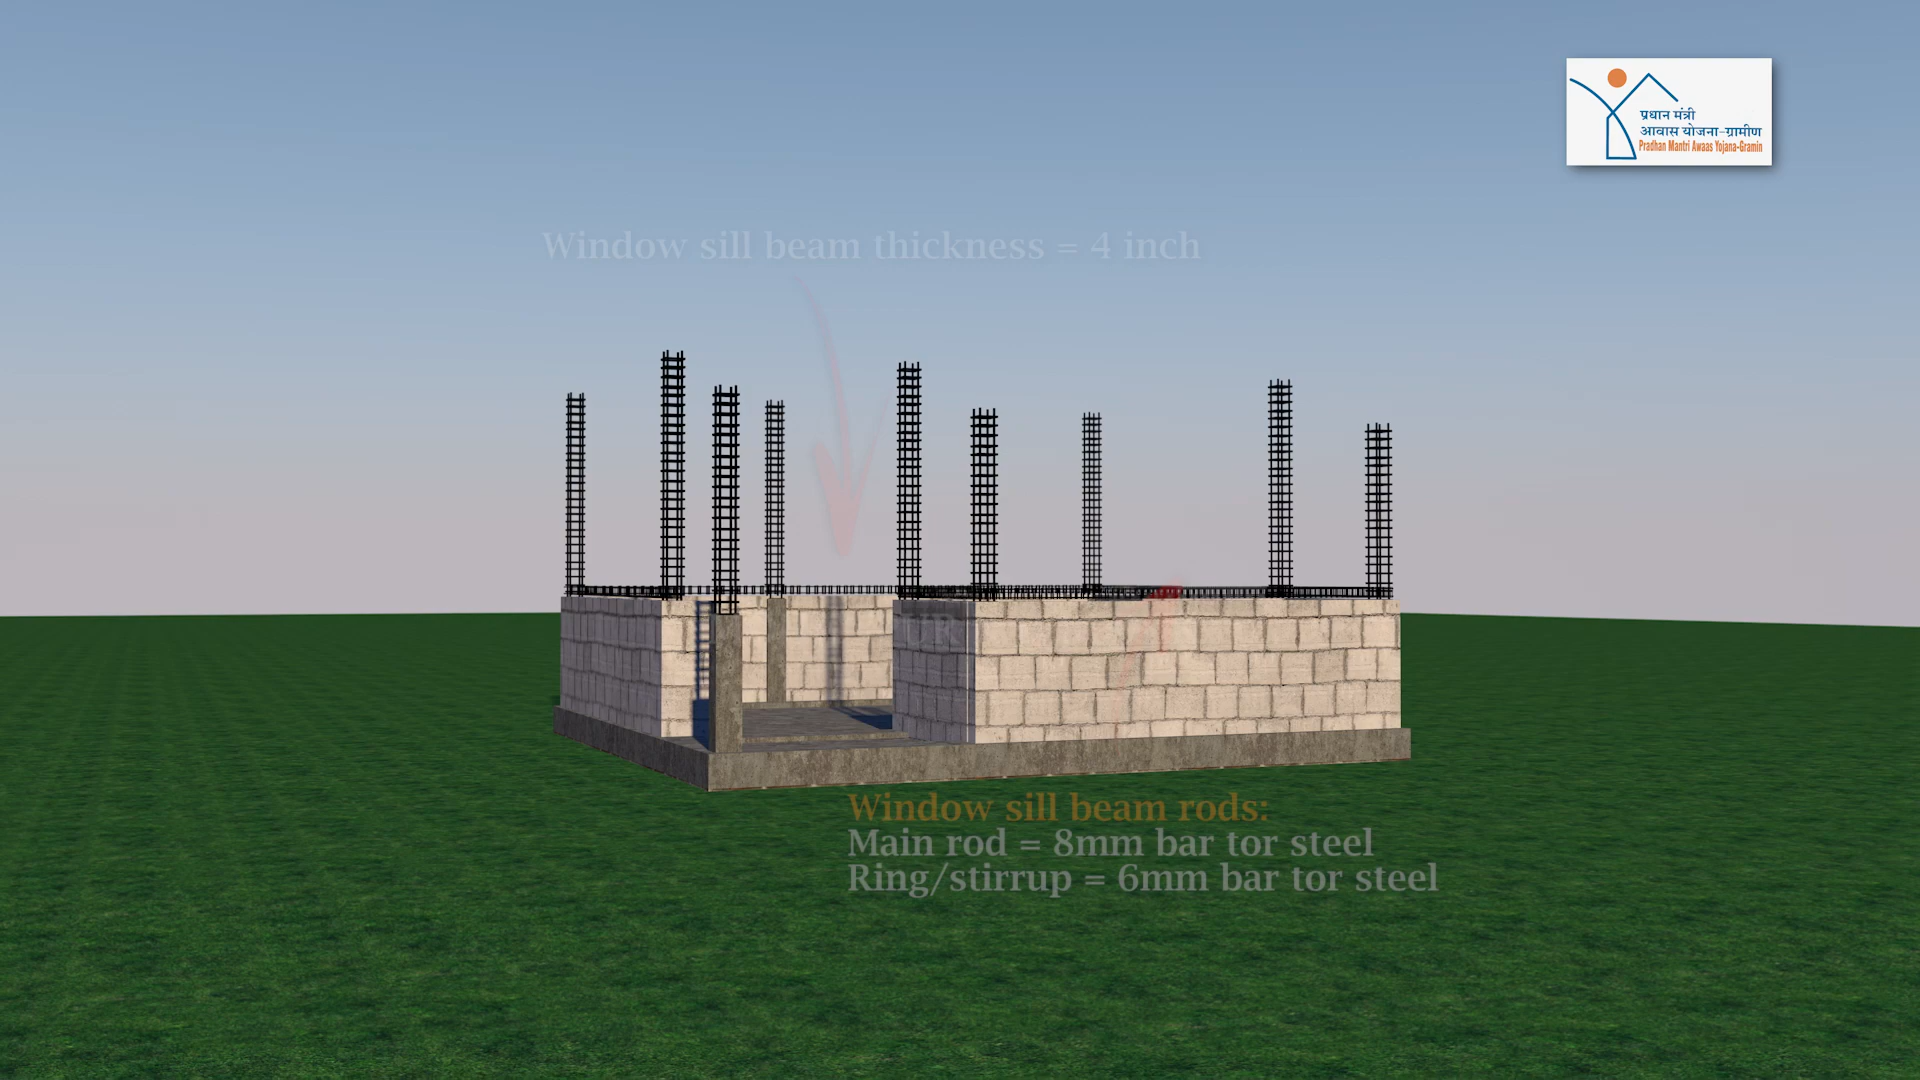 प्रधान मंत्री
आवास योजना-ग्रामीण
Pradhan Mantri Awaas Yojana-Gramin
Window sill beam thickness = 4 inch
Window sill beam rods:
Main rod = 8mm bar tor steel
Ring/stirrup = 6mm bar tor steel